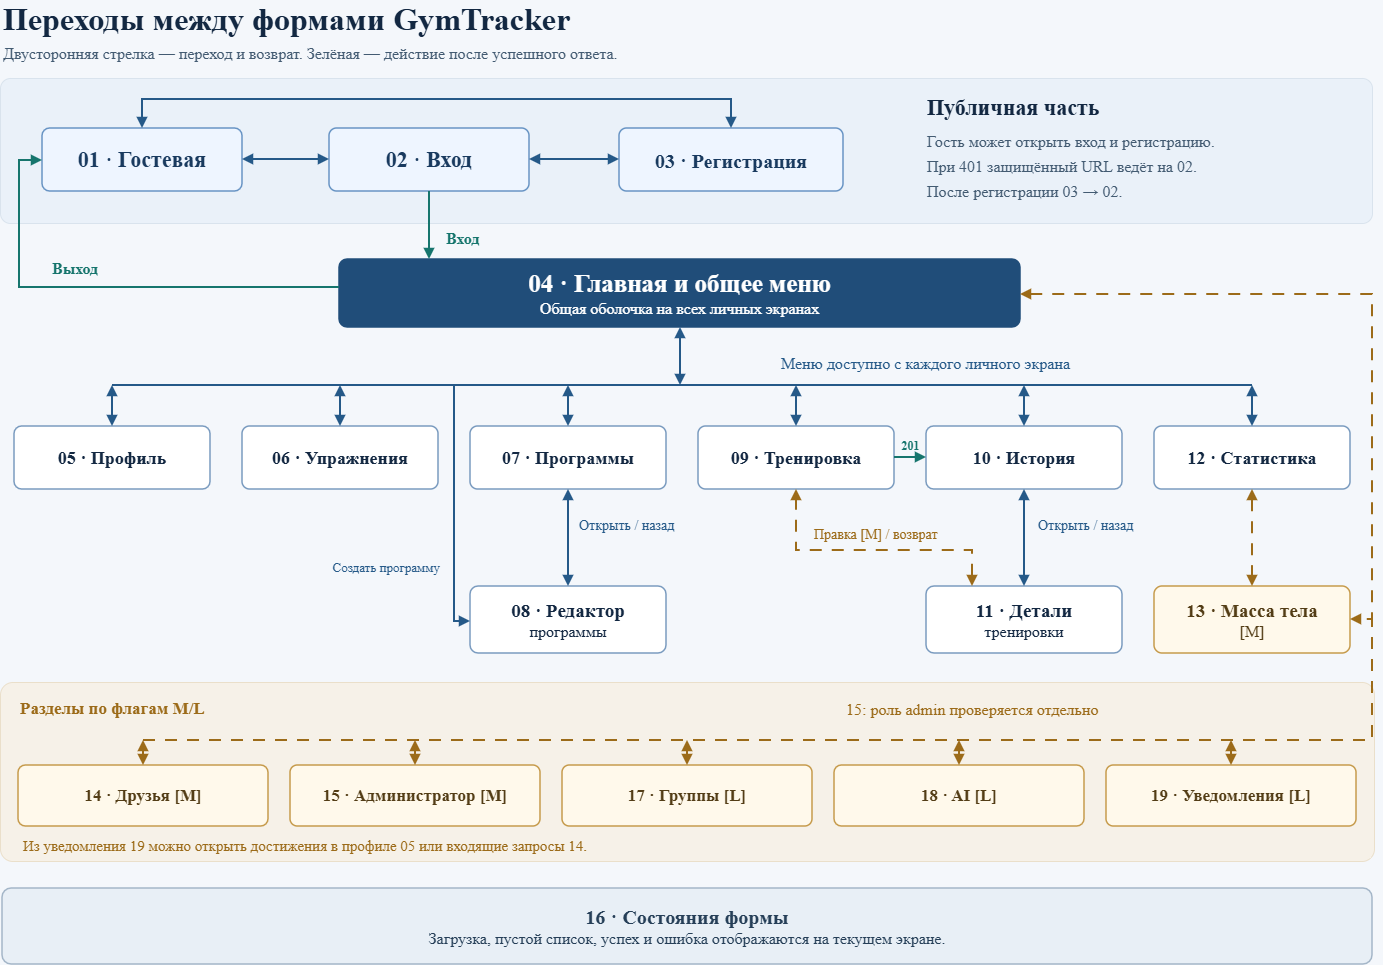 Переходы между формами GymTracker
Двусторонняя стрелка — переход и возврат. Зелёная — действие после успешного ответа.
01 · Гостевая
02 · Вход
03 · Регистрация
Публичная часть
Гость может открыть вход и регистрацию.
При 401 защищённый URL ведёт на 02.
После регистрации 03 → 02.
Вход
Выход
04 · Главная и общее меню
Общая оболочка на всех личных экранах
Меню доступно с каждого личного экрана
05 · Профиль
06 · Упражнения
07 · Программы
09 · Тренировка
201
10 · История
12 · Статистика
Открыть / назад
Правка [M] / возврат
Открыть / назад
Создать программу
08 · Редактор
программы
11 · Детали
тренировки
13 · Масса тела
[M]
Разделы по флагам M/L
15: роль admin проверяется отдельно
14 · Друзья [M]
15 · Администратор [M]
17 · Группы [L]
18 · AI [L]
19 · Уведомления [L]
Из уведомления 19 можно открыть достижения в профиле 05 или входящие запросы 14.
16 · Состояния формы
Загрузка, пустой список, успех и ошибка отображаются на текущем экране.